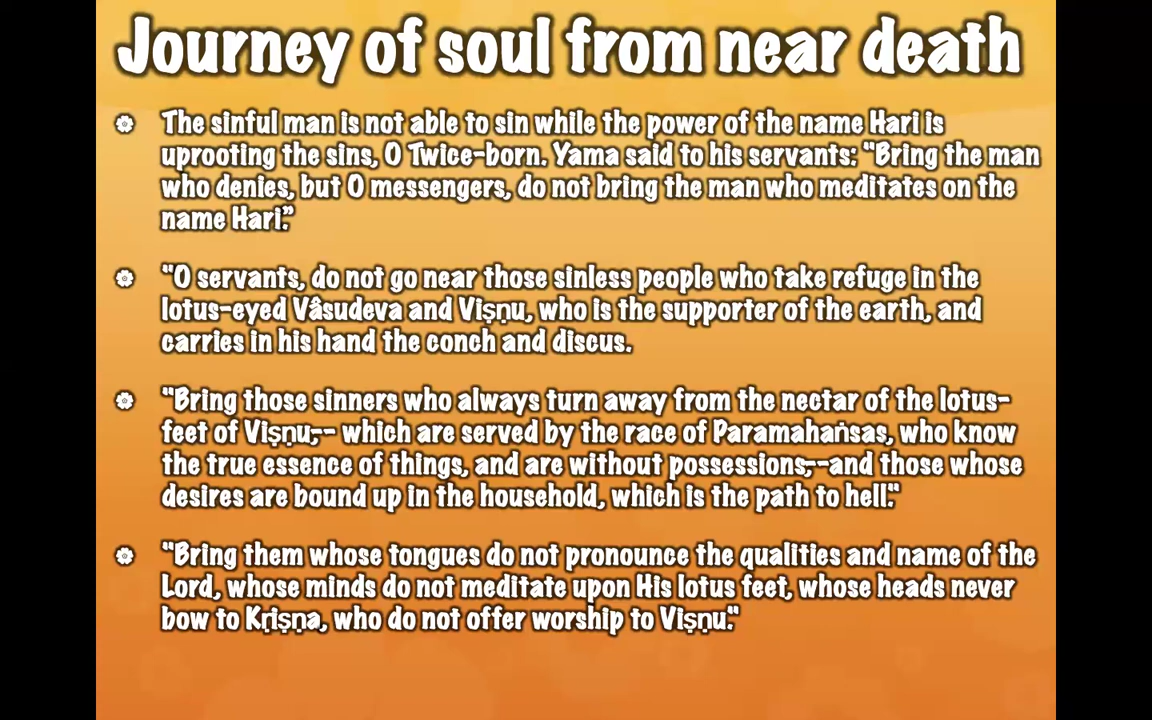 Journey of soul from near death
The sinful man is not able to sin while the power of the name Hari is
uprooting the sins, O Twice-born. Yama said to his servants: "Bring the man
who denies, but O messengers, do not bring the man who meditates on the
name Hari."
"O servants, do not go near those sinless people who take refuge in the
lotus-eyed Vâsudeva and Viṣṇu, who is the supporter of the earth, and
carries in his hand the conch and discus.
"Bring those sinners who always turn away from the nectar of the lotus-
feet of Viṣṇu,-- which are served by the race of Paramahaṅsas, who know
the true essence of things, and are without possessions,--and those whose
desires are bound up in the household, which is the path to hell."
"Bring them whose tongues do not pronounce the qualities and name of the
Lord, whose minds do not meditate upon His lotus feet, whose heads never
bow to Kṛiṣṇa, who do not offer worship to Viṣṇu."